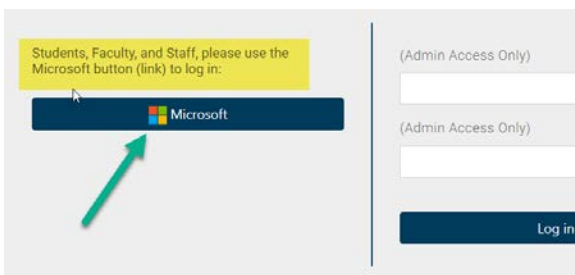 Students, Faculty, and Staff, please use the
Microsoft button (link) to log in:
Microsoft
(Admin Access Only)
(Admin Access Only)
Log in